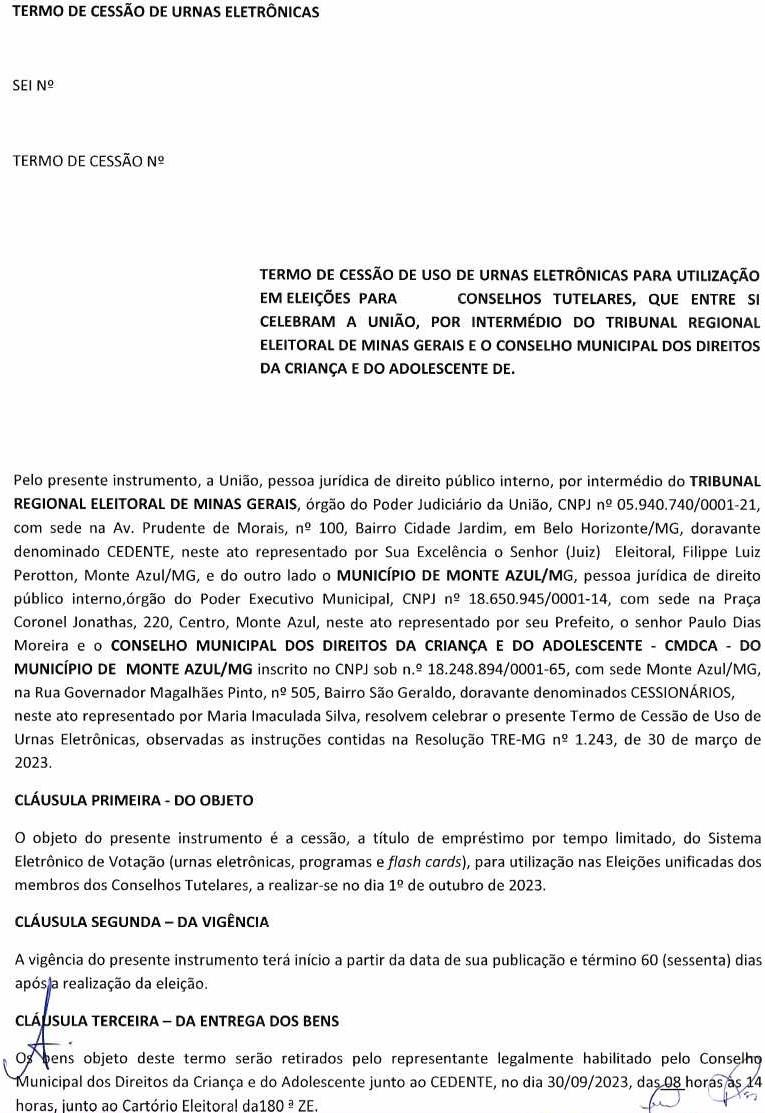 TERMO DE CESSÃO DE URNAS ELETRÔNICAS
SEI Nº
TERMO DE CESSÃO Nº
TERMO DE CESSÃO DE USO DE URNAS ELETRÔNICAS PARA UTILIZAÇÃO
EM ELEIÇÕES PARA CONSELHOS TUTELARES, QUE ENTRE SI
CELEBRAM A UNIÃO, POR INTERMÉDIO DO TRIBUNAL REGIONAL
ELEITORAL DE MINAS GERAIS E O CONSELHO MUNICIPAL DOS DIREITOS
DA CRIANÇA E DO ADOLESCENTE DE.
Pelo presente instrumento, a União, pessoa jurídica de direito público interno, por intermédio do TRIBUNAL
REGIONAL ELEITORAL DE MINAS GERAIS, órgão do Poder Judiciário da União, CNPJ nº 05.940.740/0001-21,
com sede na Av. Prudente de Morais, nº 100, Bairro Cidade Jardim, em Belo Horizonte/MG, doravante
denominado CEDENTE, neste ato representado por Sua Excelência o Senhor (Juiz) Eleitoral, Filippe Luiz
Perotton, Monte Azul/MG, e do outro lado o MUNICÍPIO DE MONTE AZUL/MG, pessoa jurídica de direito
público interno,órgão do Poder Executivo Municipal, CNPJ nº 18.650.945/0001-14, com sede na Praça
Coronel Jonathas, 220, Centro, Monte Azul, neste ato representado por seu Prefeito, o senhor Paulo Dias
Moreira e o CONSELHO MUNICIPAL DOS DIREITOS DA CRIANÇA E DO ADOLESCENTE - CMDCA - DO
MUNICÍPIO DE MONTE AZUL/MG inscrito no CNPJ sob n.º 18.248.894/0001-65, com sede Monte Azul/MG,
na Rua Governador Magalhães Pinto, nº 505, Bairro São Geraldo, doravante denominados CESSIONÁRIOS,
neste ato representado por Maria Imaculada Silva, resolvem celebrar o presente Termo de Cessão de Uso de
Urnas Eletrônicas, observadas as instruções contidas na Resolução TRE-MG nº 1.243, de 30 de março de
2023.
CLÁUSULA PRIMEIRA - DO OBJETO
O objeto do presente instrumento é a cessão, a título de empréstimo por tempo limitado, do Sistema
Eletrônico de Votação (urnas eletrônicas, programas e flash cards), para utilização nas Eleições unificadas dos
membros dos Conselhos Tutelares, a realizar-se no dia 1º de outubro de 2023.
CLÁUSULA SEGUNDA – DA VIGÊNCIA
A vigência do presente instrumento terá início a partir da data de sua publicação e término 60 (sessenta) dias
após a realização da eleição.
CLÁUSULA TERCEIRA – DA ENTREGA DOS BENS
Os bens objeto deste termo serão retirados pelo representante legalmente habilitado pelo Conselho
Municipal dos Direitos da Criança e do Adolescente junto ao CEDENTE, no dia 30/09/2023, das 08 horas às 14
horas, junto ao Cartório Eleitoral da180 ª ZE.